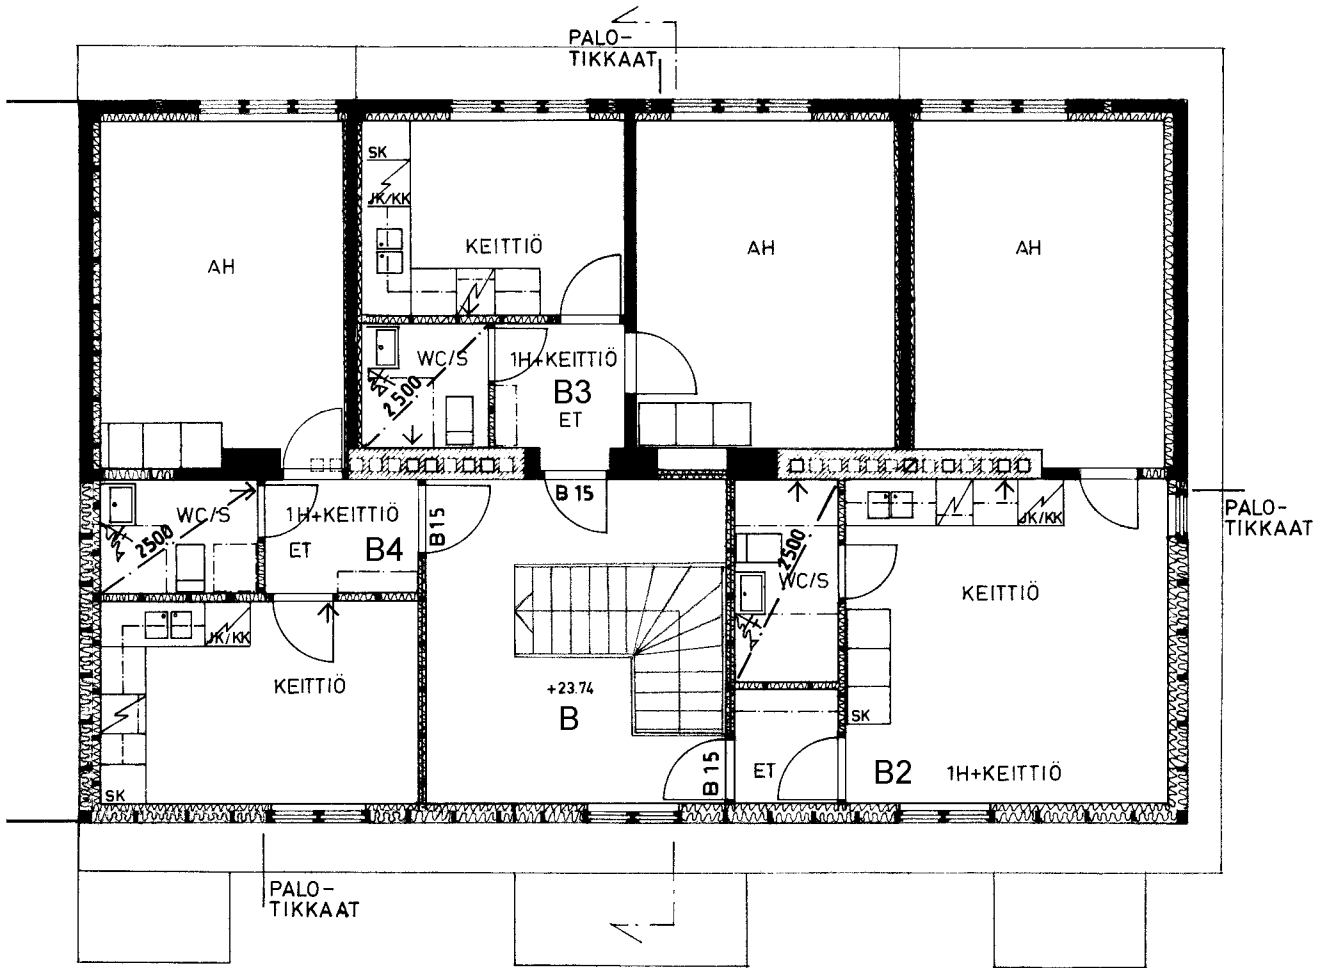 PALO-
TIKKAAT
SK
JK/KK
KEITTIÖ
AH
AH
AH
WC/S
2500
1H+KEITTIÖ
B3
ET
B 15
WC/S
2500
1H+KEITTIÖ
ET
B4
B 15
JK/KK
KEITTIÖ
SK
+23.74
B
B 15
2500
WC/S
JK/KK
KEITTIÖ
SK
ET
B2
1H+KEITTIÖ
PALO-
TIKKAAT
PALO-
TIKKAAT